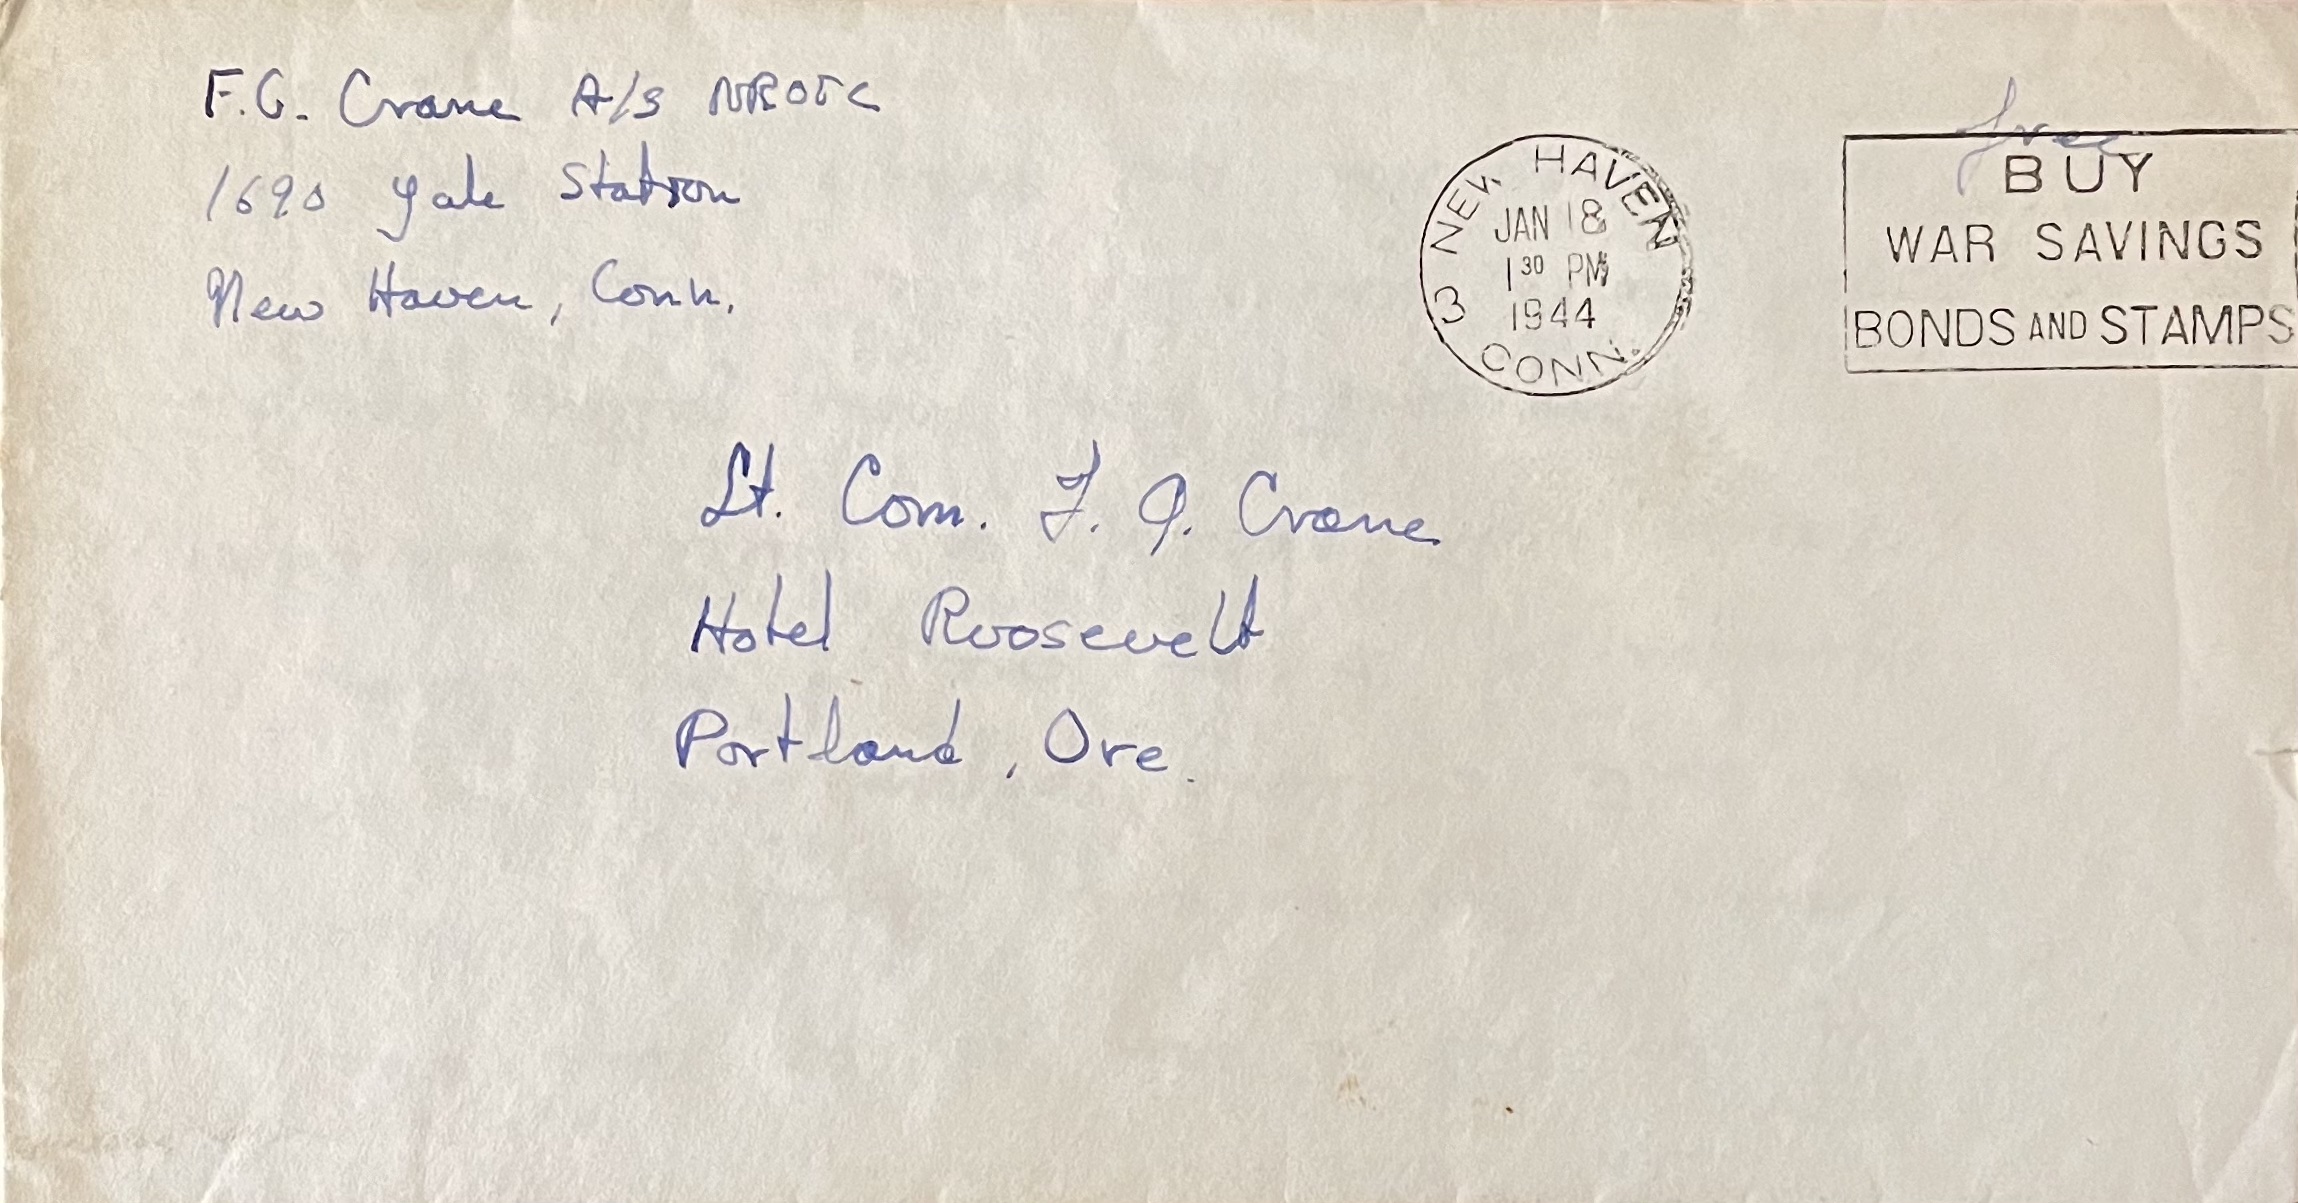 F.G. Crane A/S NROTC
1690 Yale Station
New Haven, Conn.
free
NEW HAVEN
JAN 18
1 30 PM
1944
3
CONN.
BUY
WAR SAVINGS
BONDS AND STAMPS
Lt. Com. F. G. Crane
Hotel Roosevelt
Portland, Ore.